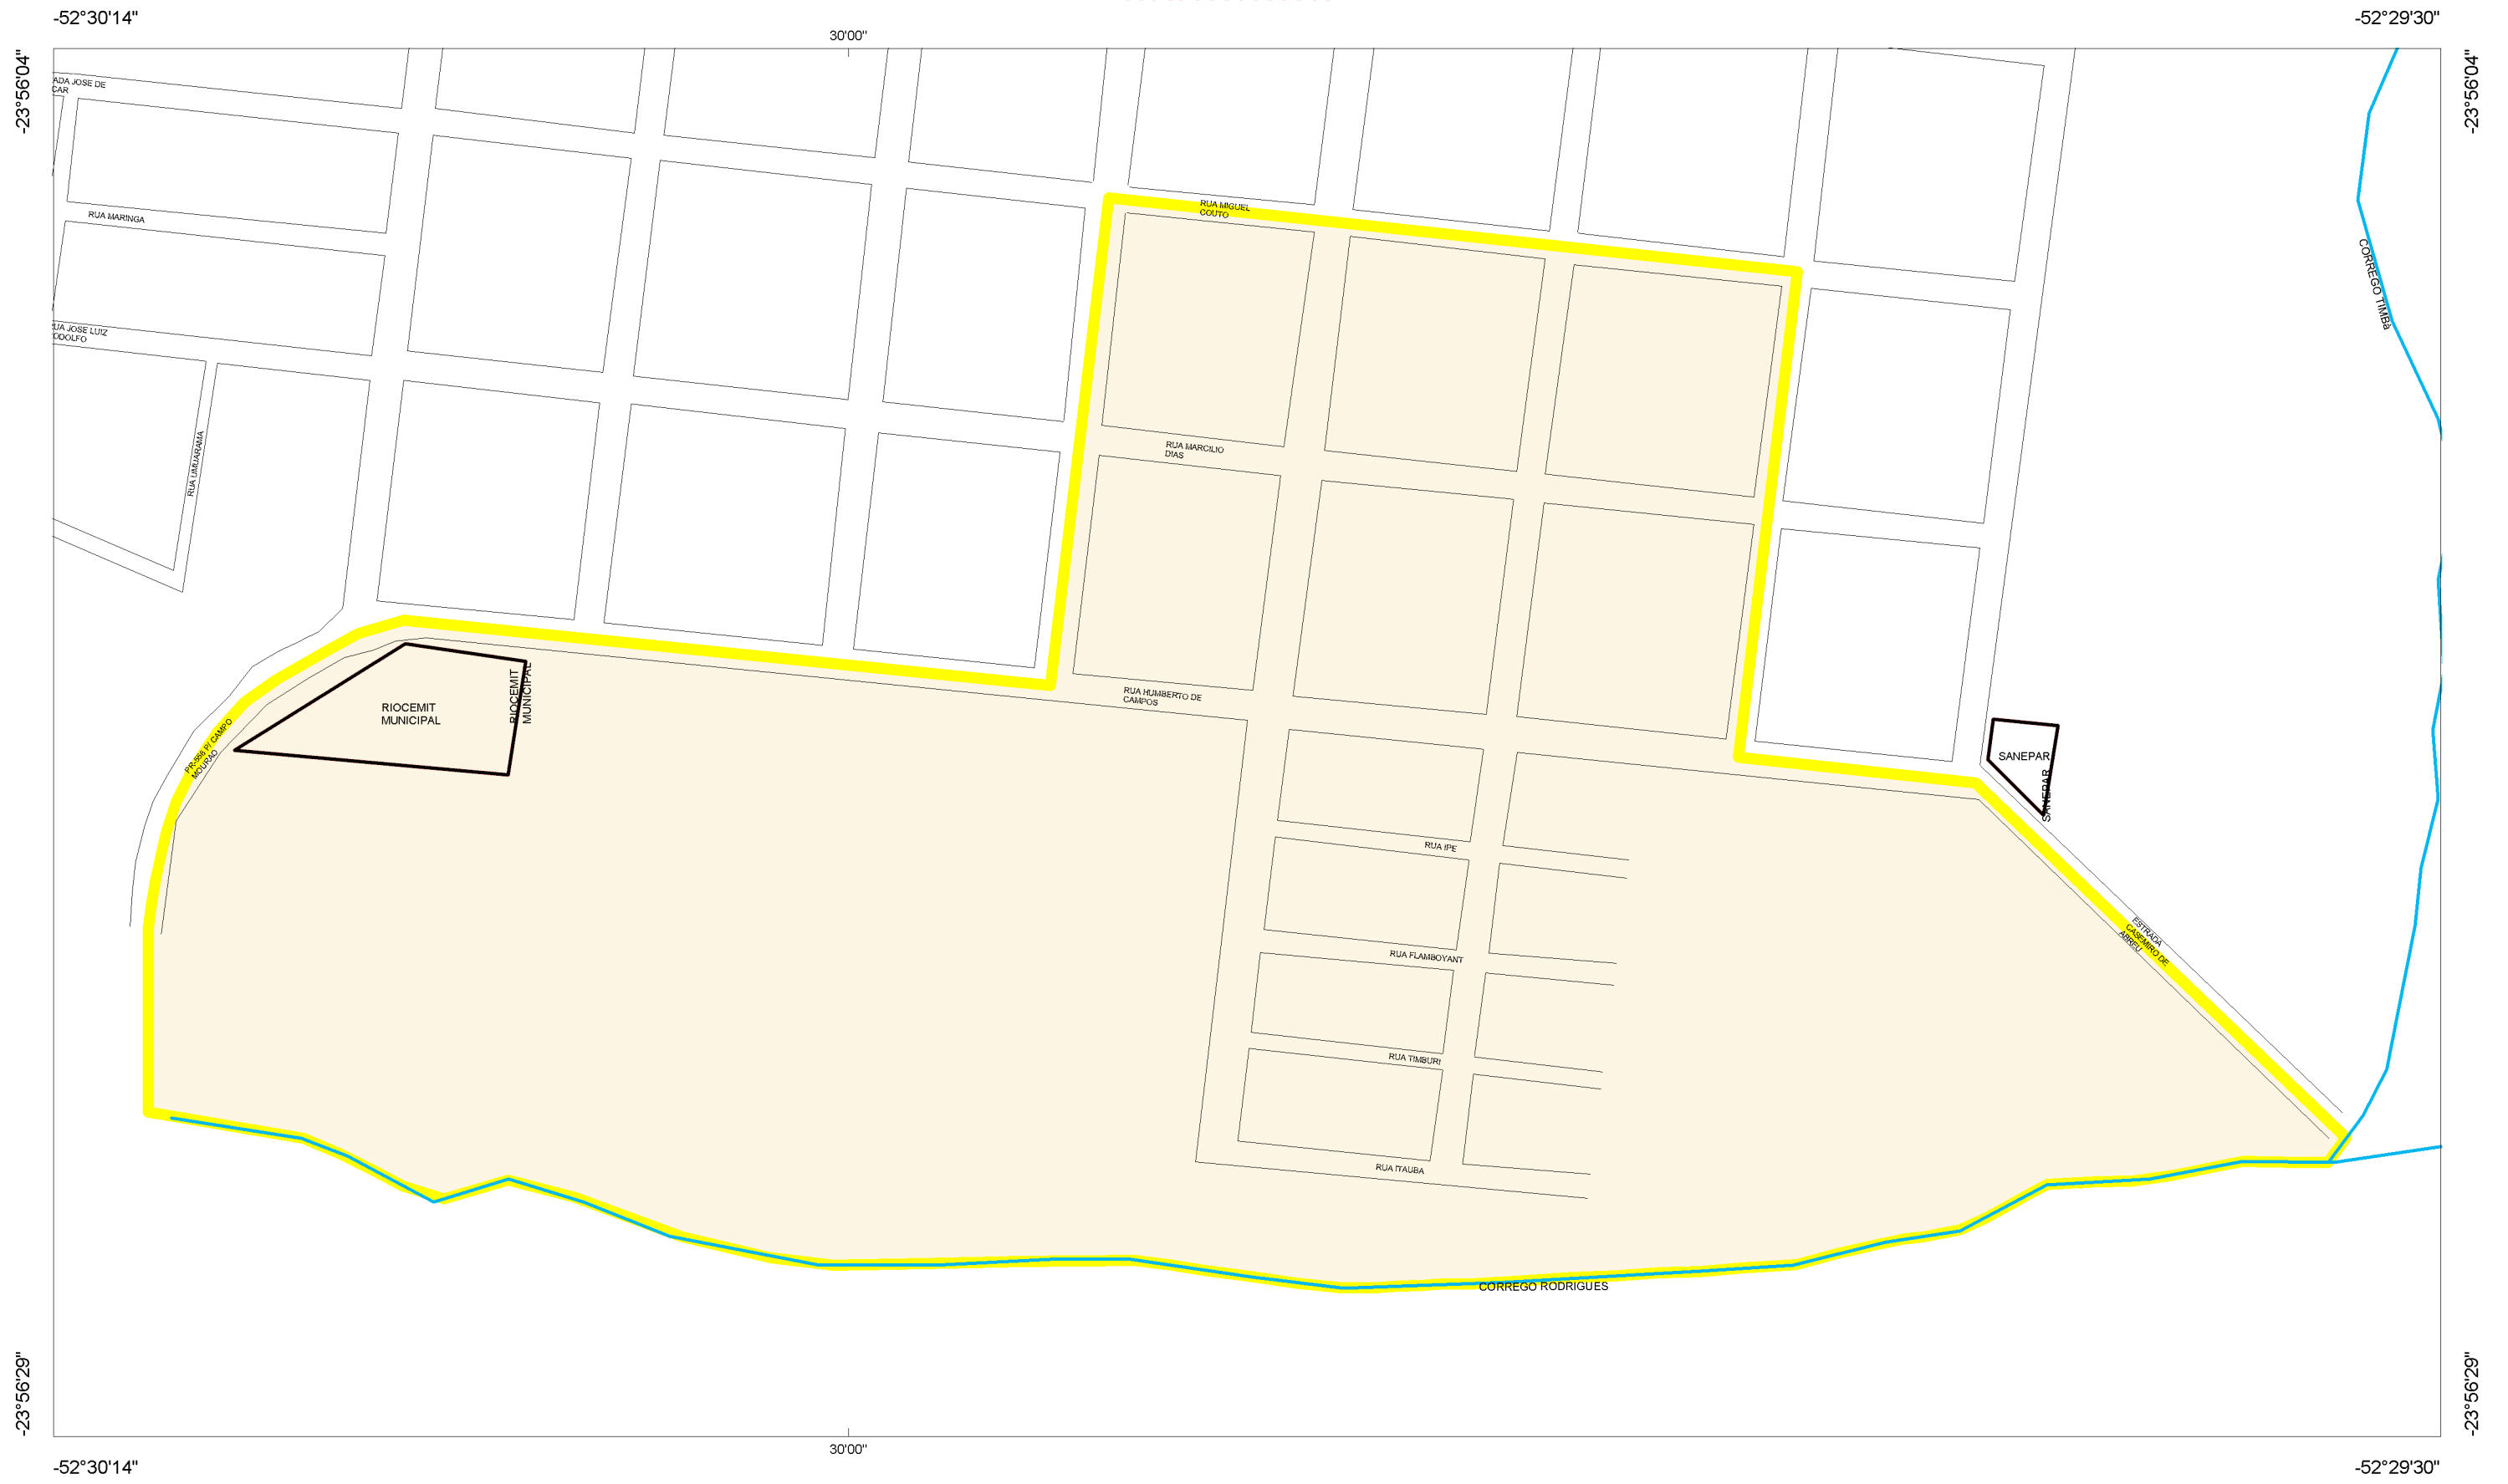 -52°30'14"
-52°29'30"
30'00"
-23°56'04"
-23°56'04"
ADA JOSE DE
CAR
RUA MARINGA
RUA MIGUEL
COUTO
CORREGO TIMBà
UA JOSE LUIZ
ODOLFO
RUA UMUARAMA
RUA MARCILIO
DIAS
RUA HUMBERTO DE
CAMPOS
RIOCEMIT
MUNICIPAL
RIOCEMIT
MUNICIPAL
PR-558 P/ CAMPO
MOURAO
SANEPAR
SANEPAR
RUA IPE
ESTRADA
CASEMIRO DE
ABREU
RUA FLAMBOYANT
RUA TIMBURI
RUA ITAUBA
CORREGO RODRIGUES
-23°56'29"
-23°56'29"
30'00"
-52°30'14"
-52°29'30"